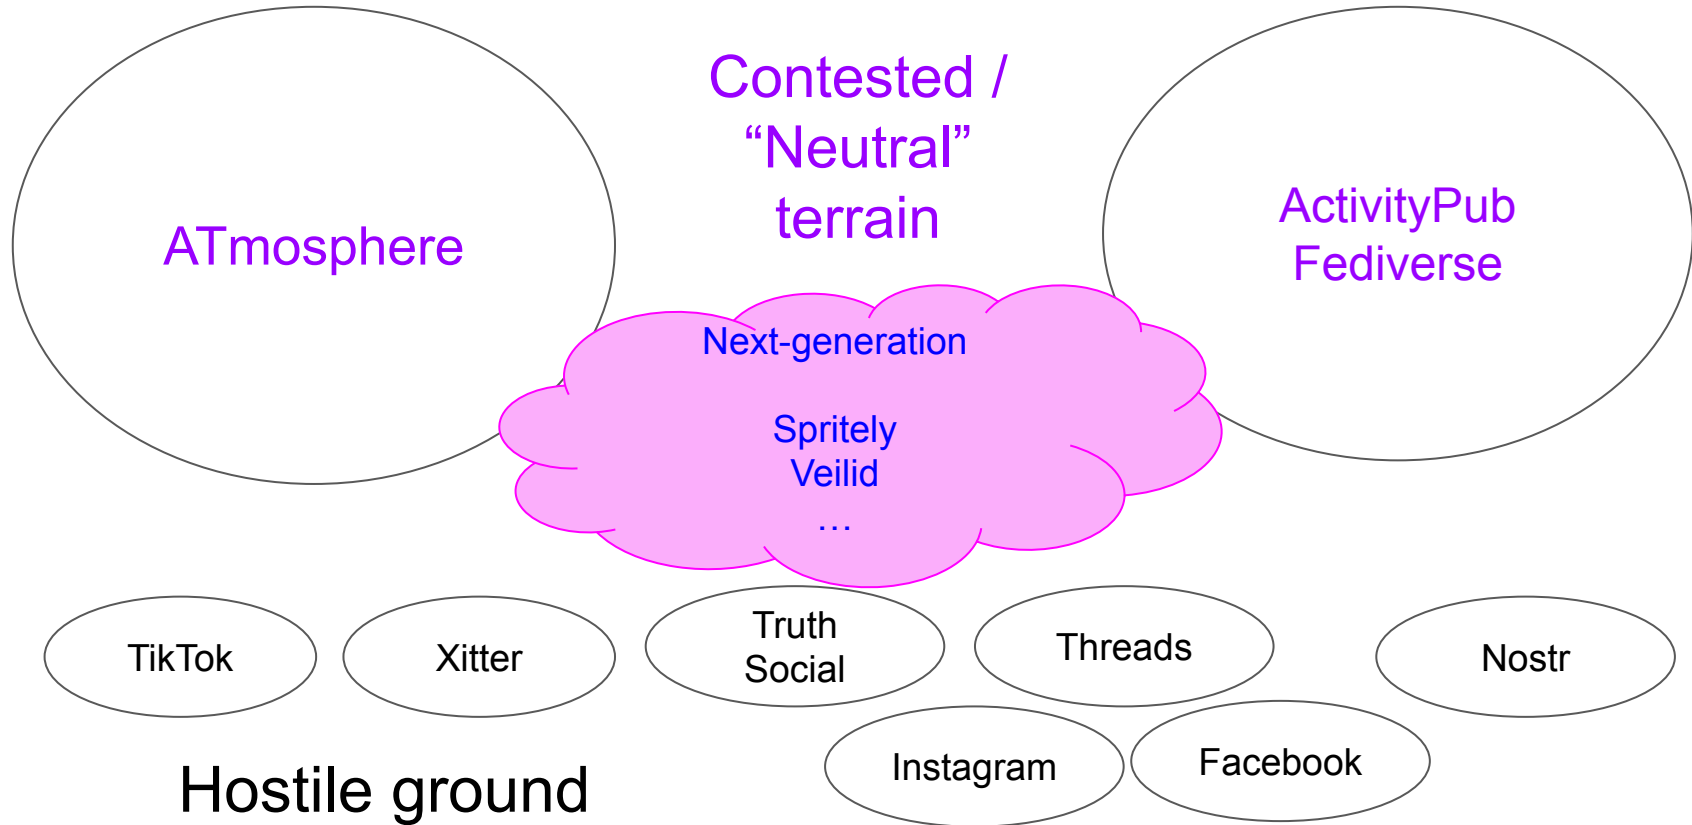 Contested /
“Neutral”
terrain
ATmosphere
ActivityPub
Fediverse
Next-generation
Spritely
Veilid
…
TikTok
Xitter
Truth
Social
Threads
Nostr
Instagram
Facebook
Hostile ground